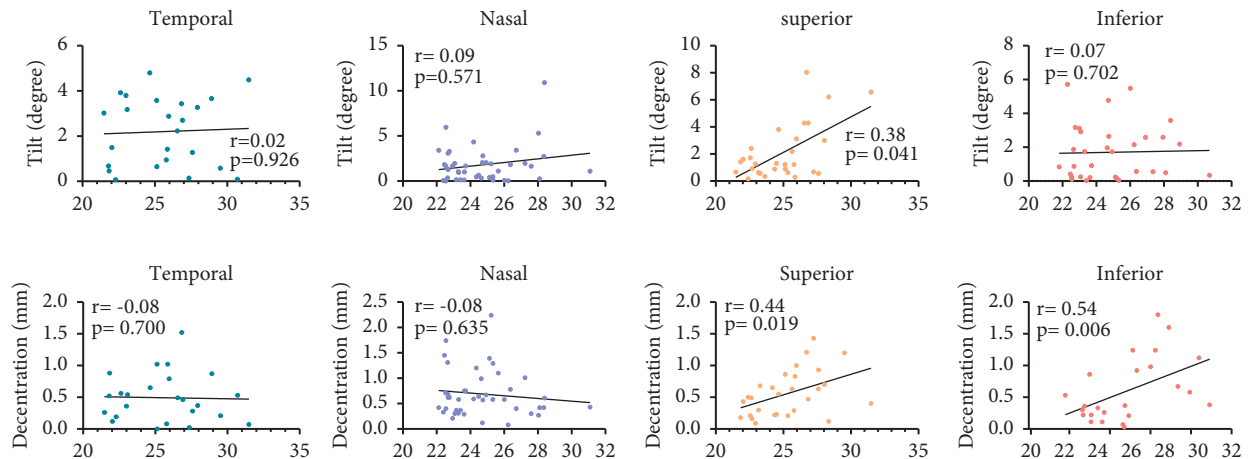 Temporal
Nasal
superior
Inferior
Tilt (degree)
6
4
2
0
r=0.02
p=0.926
20 25 30 35
Tilt (degree)
15
10
5
0
r= 0.09
p=0.571
20 22 24 26 28 30 32
Tilt (degree)
10
8
6
4
2
0
r= 0.38
p= 0.041
20 25 30 35
Tilt (degree)
8
6
4
2
0
r= 0.07
p= 0.702
20 22 24 26 28 30 32
Temporal
Nasal
Superior
Inferior
Decentration (mm)
2.0
1.5
1.0
0.5
0.0
r= -0.08
p= 0.700
20 25 30 35
Decentration (mm)
2.5
2.0
1.5
1.0
0.5
0.0
r= -0.08
p= 0.635
20 22 24 26 28 30 32
Decentration (mm)
2.0
1.5
1.0
0.5
0.0
r= 0.44
p= 0.019
20 25 30 35
Decentration (mm)
2.0
1.5
1.0
0.5
0.0
r= 0.54
p= 0.006
20 22 24 26 28 30 32